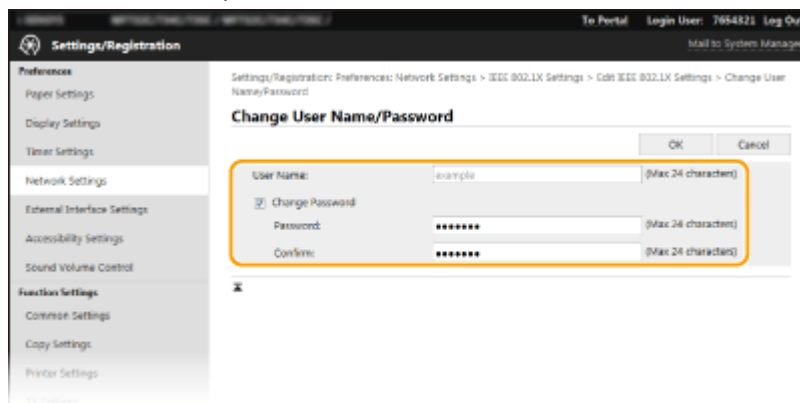 To Portal Login User: 7654321 Log Ou
Settings/Registration
Mail to System Manage
Preferences
Paper Settings
Display Settings
Timer Settings
Network Settings
External Interface Settings
Accessibility Settings
Sound Volume Control
Function Settings
Common Settings
Copy Settings
Printer Settings
Settings/Registration: Preferences: Network Settings > IEEE 802.1X Settings > Edit IEEE 802.1X Settings > Change User
Name/Password
Change User Name/Password
OK Cancel
User Name: example (Max 24 characters)
Change Password
Password: ••••••• (Max 24 characters)
Confirm: ••••••• (Max 24 characters)